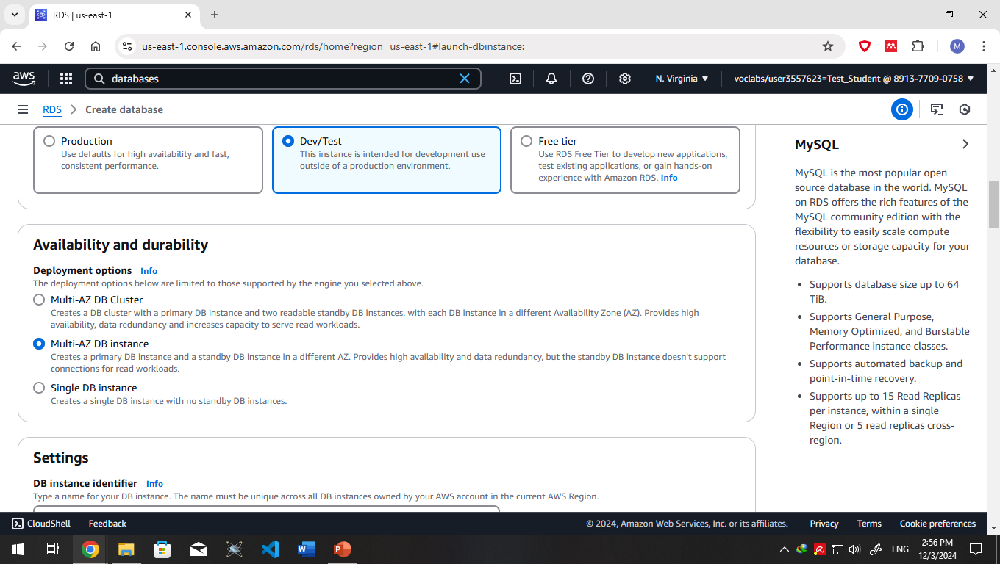 RDS | us-east-1
us-east-1.console.aws.amazon.com/rds/home?region=us-east-1#launch-dbinstance:
M
aws
databases
N. Virginia
voclabs/user3557623=Test_Student @ 8913-7709-0758
RDS
Create database
Production
Use defaults for high availability and fast,
consistent performance.
Dev/Test
This instance is intended for development use
outside of a production environment.
Free tier
Use RDS Free Tier to develop new applications,
test existing applications, or gain hands-on
experience with Amazon RDS. Info
Availability and durability
Deployment options Info
The deployment options below are limited to those supported by the engine you selected above.
Multi-AZ DB Cluster
Creates a DB cluster with a primary DB instance and two readable standby DB instances, with each DB instance in a different Availability Zone (AZ). Provides high
availability, data redundancy and increases capacity to serve read workloads.
Multi-AZ DB instance
Creates a primary DB instance and a standby DB instance in a different AZ. Provides high availability and data redundancy, but the standby DB instance doesn't support
connections for read workloads.
Single DB instance
Creates a single DB instance with no standby DB instances.
Settings
DB instance identifier Info
Type a name for your DB instance. The name must be unique across all DB instances owned by your AWS account in the current AWS Region.
MySQL
MySQL is the most popular open
source database in the world. MySQL
on RDS offers the rich features of the
MySQL community edition with the
flexibility to easily scale compute
resources or storage capacity for your
database.
• Supports database size up to 64
TiB.
• Supports General Purpose,
Memory Optimized, and Burstable
Performance instance classes.
• Supports automated backup and
point-in-time recovery.
• Supports up to 15 Read Replicas
per instance, within a single
Region or 5 read replicas cross-
region.
CloudShell
Feedback
© 2024, Amazon Web Services, Inc. or its affiliates.
Privacy
Terms
Cookie preferences
ENG
2:56 PM
12/3/2024